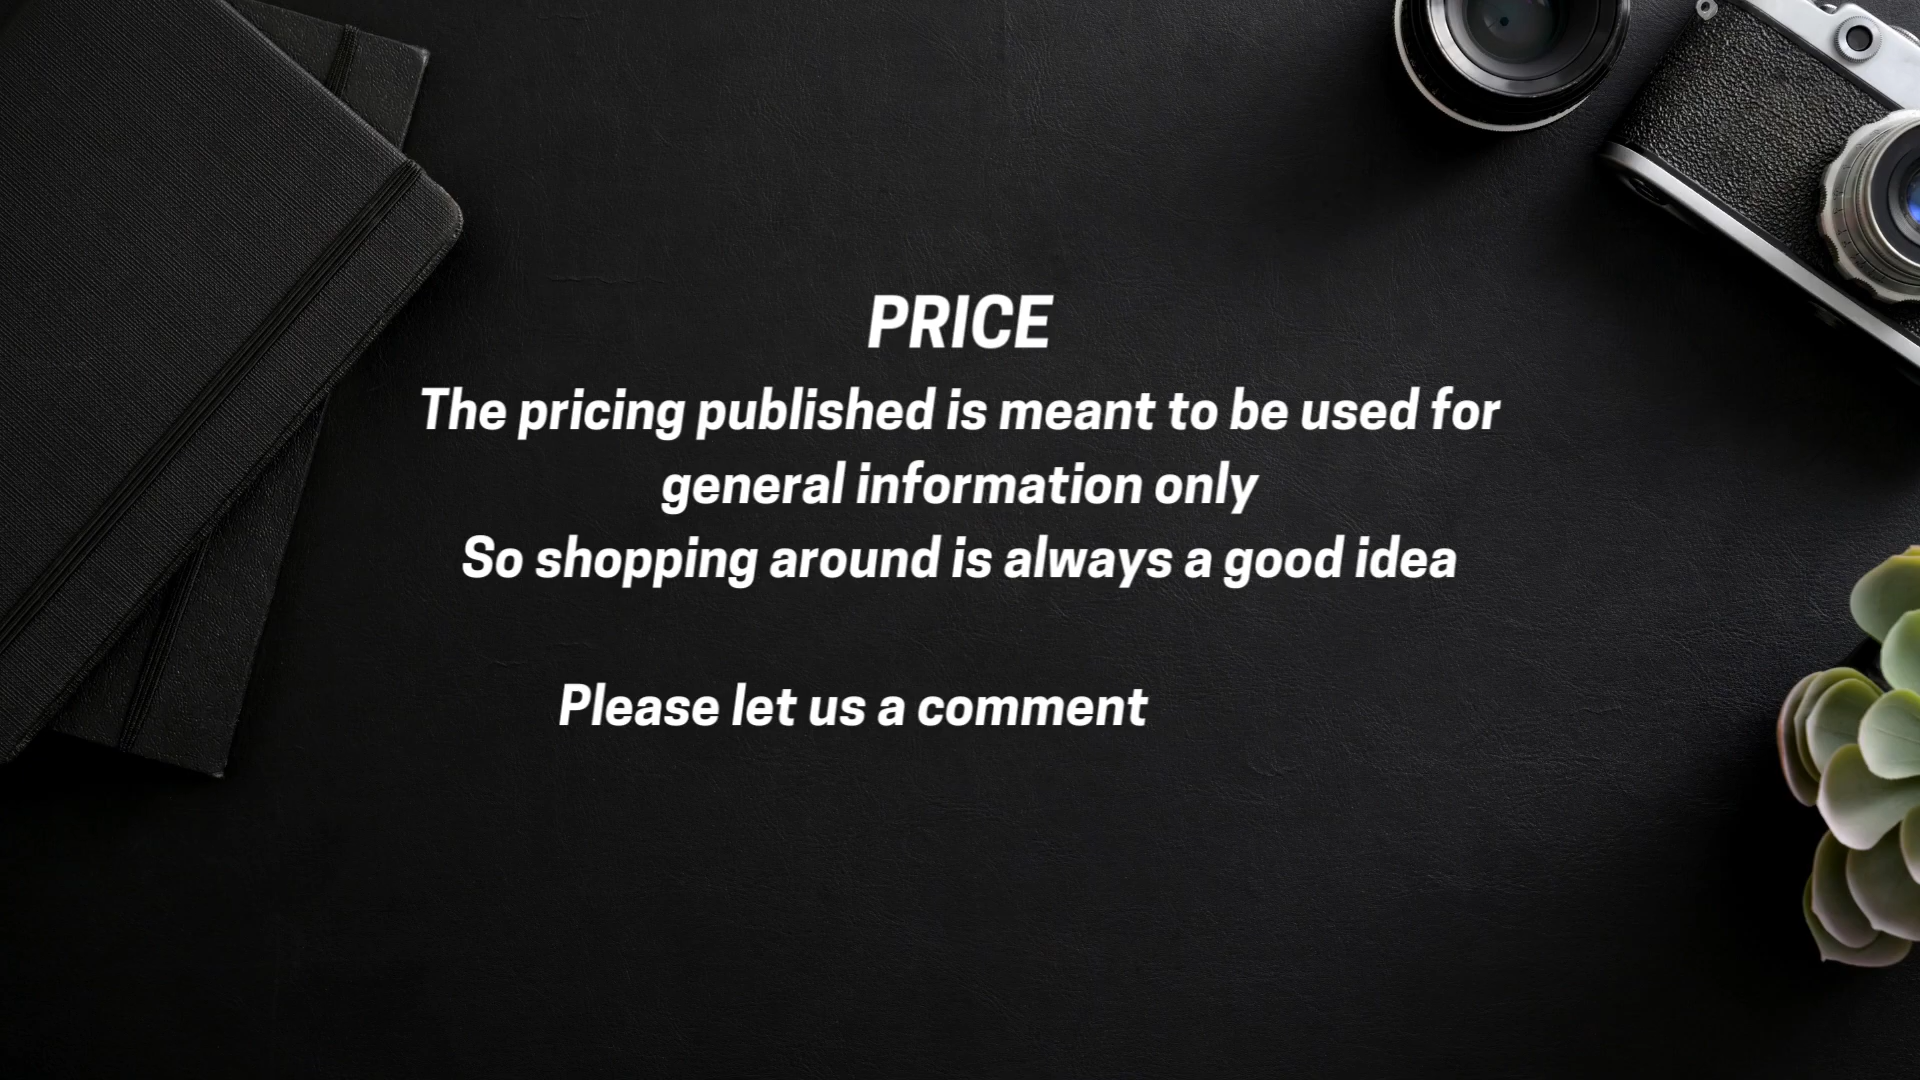 PRICE
The pricing published is meant to be used for
general information only
So shopping around is always a good idea
Please let us a comment